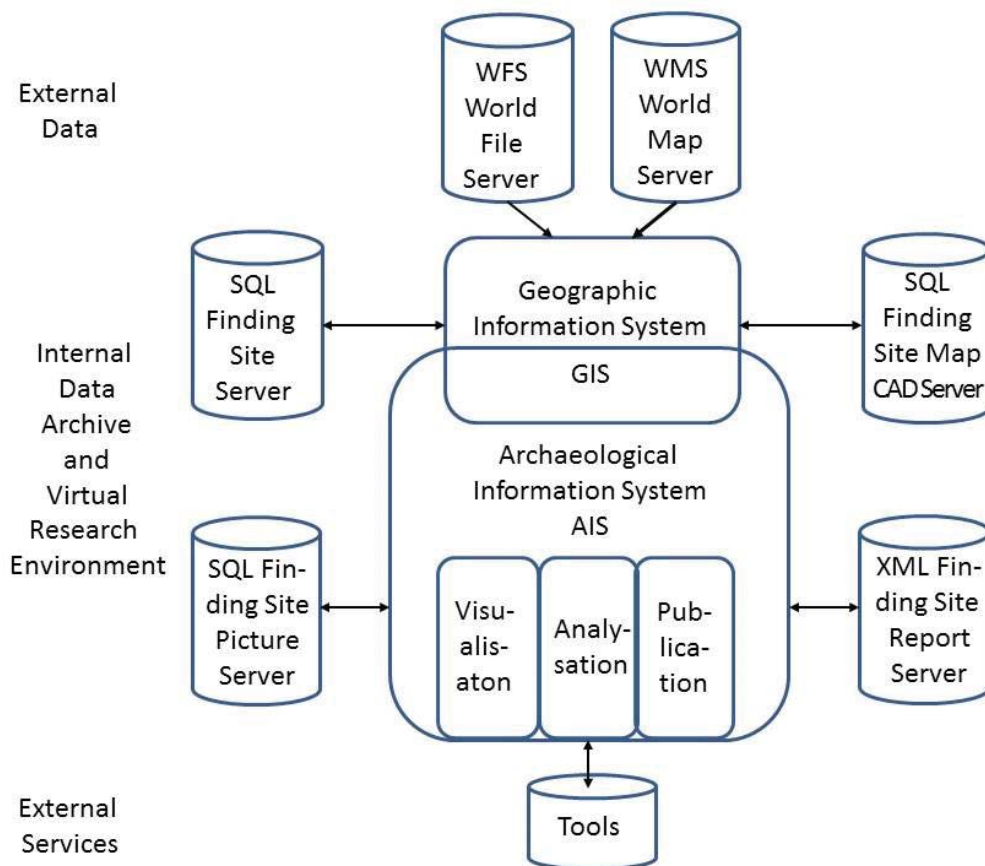 External
Data
WFS
World
File
Server
WMS
World
Map
Server
Internal
Data
Archive
and
Virtual
Research
Environment
SQL
Finding
Site
Server
Geographic
Information System
GIS
SQL
Finding
Site Map
CAD Server
Archaeological
Information System
AIS
SQL Fin-
ding Site
Picture
Server
Visu-
alis-
aton
Analy-
sation
Pub-
lica-
tion
XML Fin-
ding Site
Report
Server
External
Services
Tools